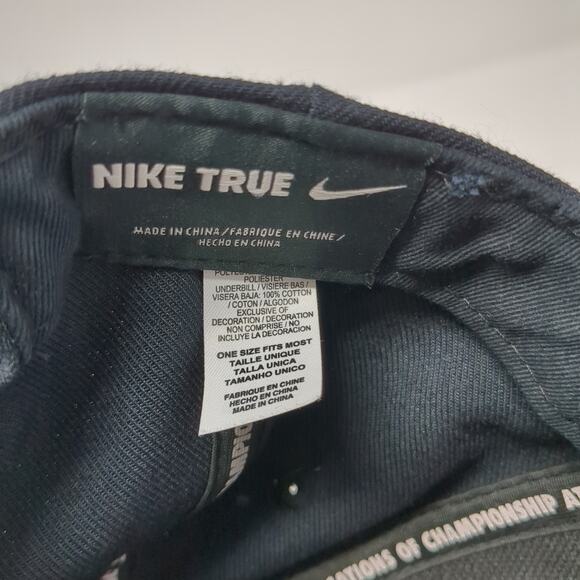 NIKE TRUE
MADE IN CHINA / FABRIQUE EN CHINE /
HECHO EN CHINA
POLYESTER
UNDERBILL / VISIERE BAS /
VISERA BAJA: 100% COTTON
/ COTON / ALGODON
EXCLUSIVE OF
DECORATION / DECORATION
NON COMPRISE / NO
INCLUYE LA DECORACION
ONE SIZE FITS MOST
TAILLE UNIQUE
TALLA UNICA
TAMANHO UNICO
FABRIQUE EN CHINE
HECHO EN CHINA
MADE IN CHINA
OF CHAMPIONSHIP